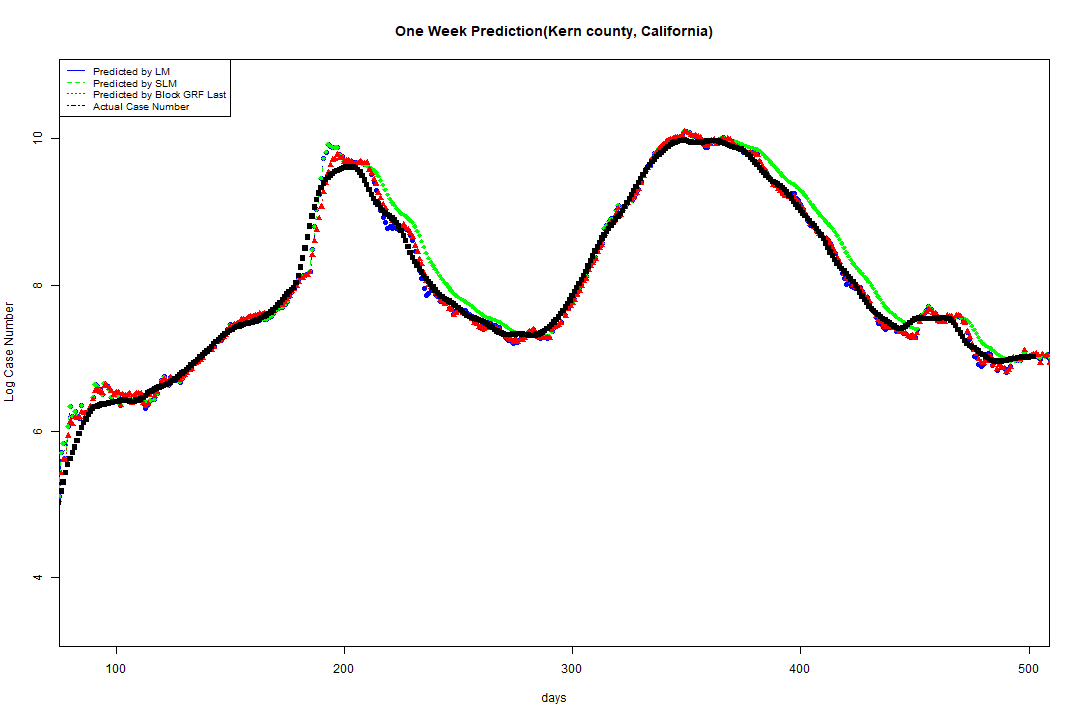 One Week Prediction(Kern county, California)
Predicted by LM
Predicted by SLM
Predicted by Block GRF Last
Actual Case Number
10
8
6
4
Log Case Number
100 200 300 400 500
days